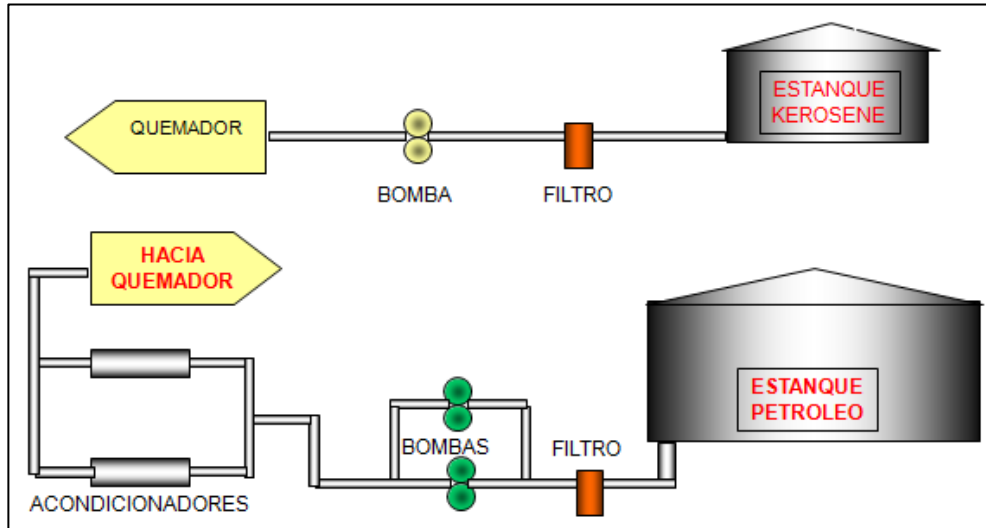 ESTANQUE
KEROSENE
QUEMADOR
BOMBA
FILTRO
HACIA
QUEMADOR
ESTANQUE
PETROLEO
BOMBAS
FILTRO
ACONDICIONADORES